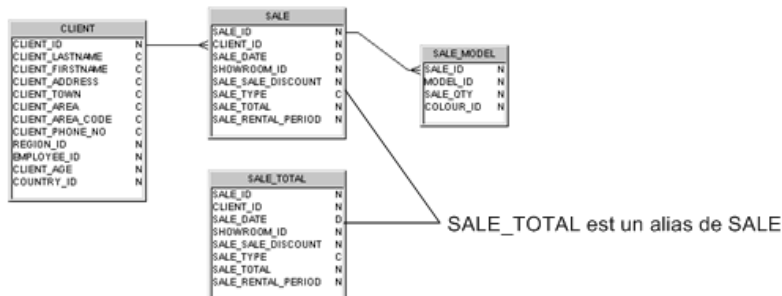 CLIENT
CLIENT_ID N
CLIENT_LASTNAME C
CLIENT_FIRSTNAME C
CLIENT_ADDRESS C
CLIENT_TOWN C
CLIENT_AREA C
CLIENT_AREA_CODE C
CLIENT_PHONE_NO C
REGION_ID N
EMPLOYEE_ID N
CLIENT_AGE N
COUNTRY_ID N
SALE
SALE_ID N
CLIENT_ID N
SALE_DATE D
SHOWROOM_ID N
SALE_SALE_DISCOUNT N
SALE_TYPE C
SALE_TOTAL N
SALE_RENTAL_PERIOD N
SALE_MODEL
SALE_ID N
MODEL_ID N
SALE_QTY N
COLOUR_ID N
SALE_TOTAL
SALE_ID N
CLIENT_ID N
SALE_DATE D
SHOWROOM_ID N
SALE_SALE_DISCOUNT N
SALE_TYPE C
SALE_TOTAL N
SALE_RENTAL_PERIOD N
SALE_TOTAL est un alias de SALE